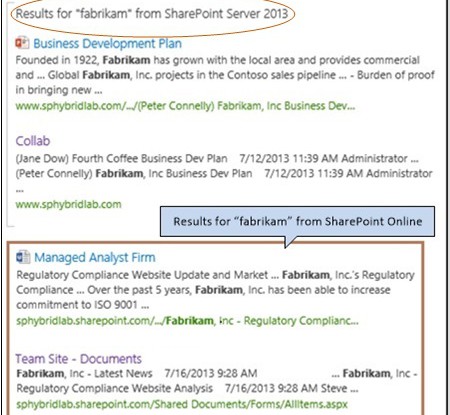 Results for "fabrikam" from SharePoint Server 2013
Business Development Plan
Founded in 1922, Fabrikam has grown with the local area and provides commercial
and ... Global Fabrikam, Inc. projects in the Contoso sales pipeline ... - Burden of proof
in bringing new ...
www.sphybridlab.com/.../(Peter Connelly) Fabrikam, Inc Business Dev...
Collab
(Jane Dow) Fourth Coffee Business Dev Plan 7/12/2013 11:39 AM Administrator ...
(Peter Connelly) Fabrikam, Inc Business Dev Plan 7/12/2013 11:39 AM Administrator
...
www.sphybridlab.com
Results for “fabrikam” from SharePoint Online
Managed Analyst Firm
Regulatory Compliance Website Update and Market ... Fabrikam, Inc.'s Regulatory
Compliance ... Over the past 5 years, Fabrikam, Inc. has been able to increase
commitment to ISO 9001 ...
sphybridlab.sharepoint.com/.../Fabrikam, Inc - Regulatory Complianc...
Team Site - Documents
Fabrikam, Inc - Latest News 7/16/2013 9:28 AM ... Fabrikam, Inc -
Regulatory Compliance Website Analysis 7/16/2013 9:28 AM Steve ...
sphybridlab.sharepoint.com/Shared Documents/Forms/AllItems.aspx